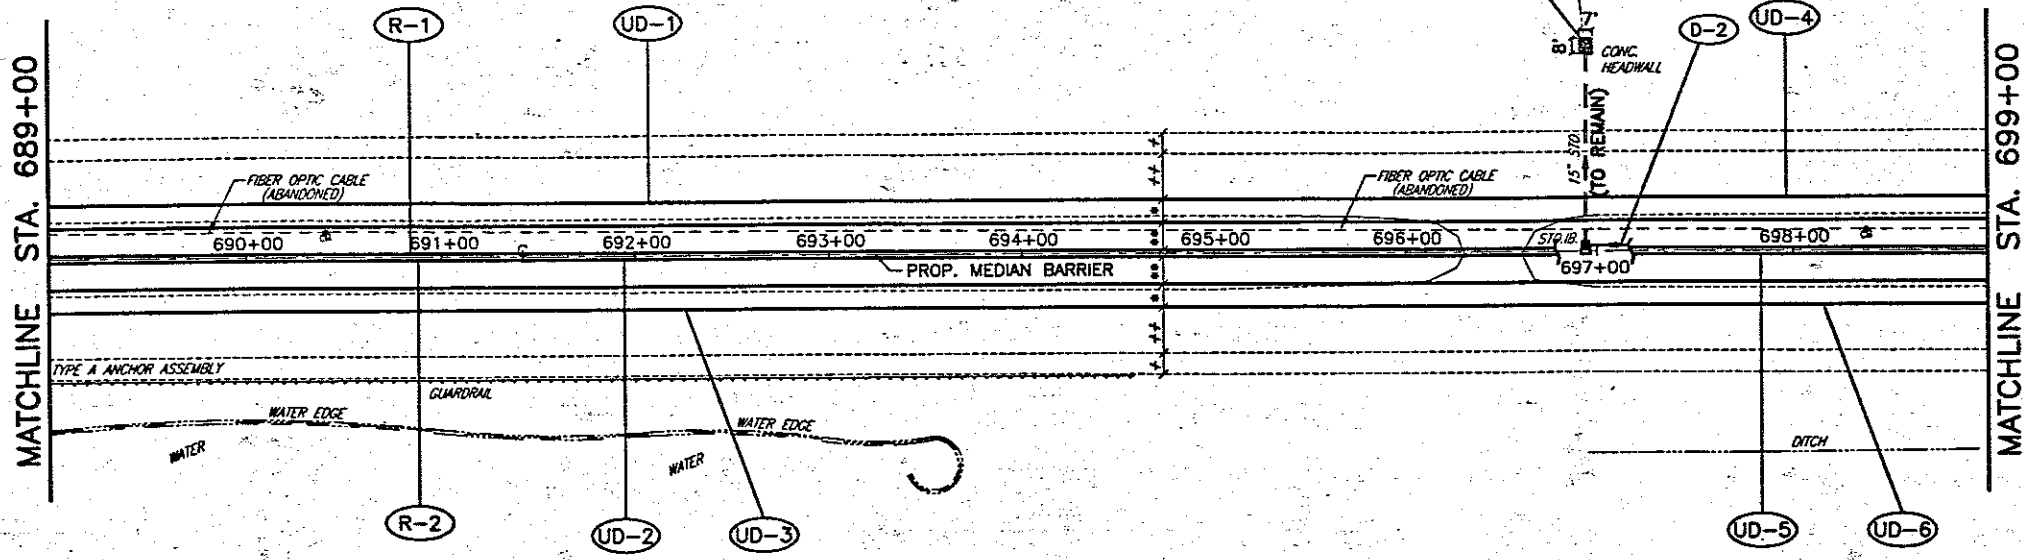 R-1
UD-1
7'
8'
CONC.
HEADWALL
D-2
UD-4
MATCHLINE STA. 689+00
15" STO.
(TO REMAIN)
FIBER OPTIC CABLE
(ABANDONED)
FIBER OPTIC CABLE
(ABANDONED)
690+00
691+00
692+00
693+00
694+00
695+00
696+00
STO.IB.
697+00
698+00
PROP. MEDIAN BARRIER
TYPE A ANCHOR ASSEMBLY
GUARDRAIL
WATER EDGE
WATER EDGE
WATER
WATER
DITCH
R-2
UD-2
UD-3
UD-5
UD-6
MATCHLINE STA. 699+00